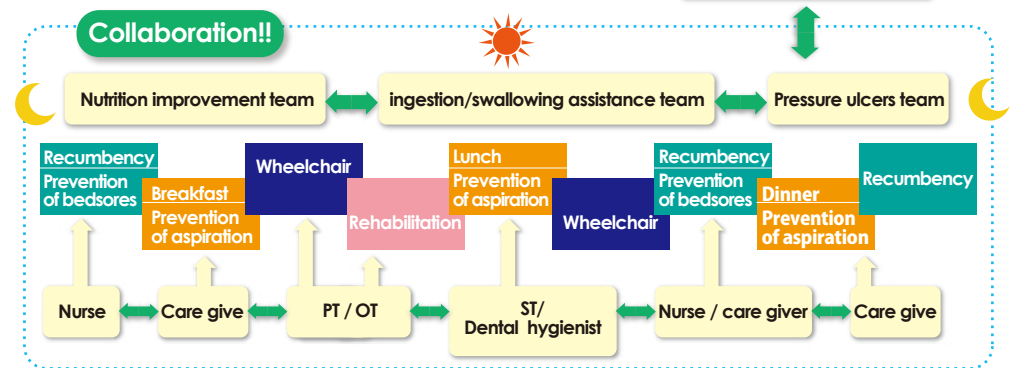 Collaboration!!
Nutrition improvement team
ingestion/swallowing assistance team
Pressure ulcers team
Recumbency
Prevention
of bedsores
Breakfast
Prevention
of aspiration
Wheelchair
Rehabilitation
Lunch
Prevention
of aspiration
Wheelchair
Recumbency
Prevention
of bedsores
Dinner
Prevention
of aspiration
Recumbency
Nurse
Care give
PT / OT
ST/
Dental hygienist
Nurse / care giver
Care give